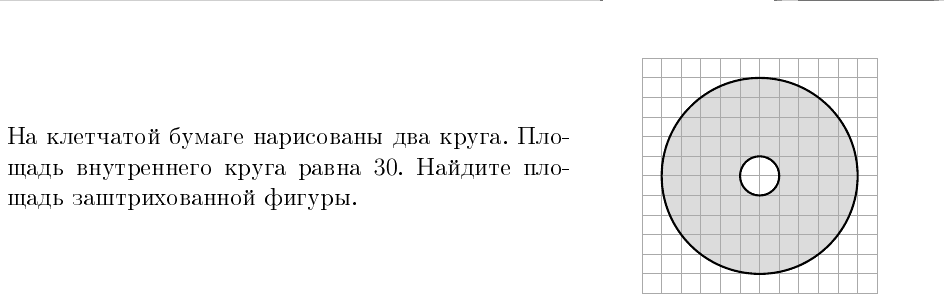 На клетчатой бумаге нарисованы два круга. Пло-
щадь внутреннего круга равна 30. Найдите пло-
щадь заштрихованной фигуры.